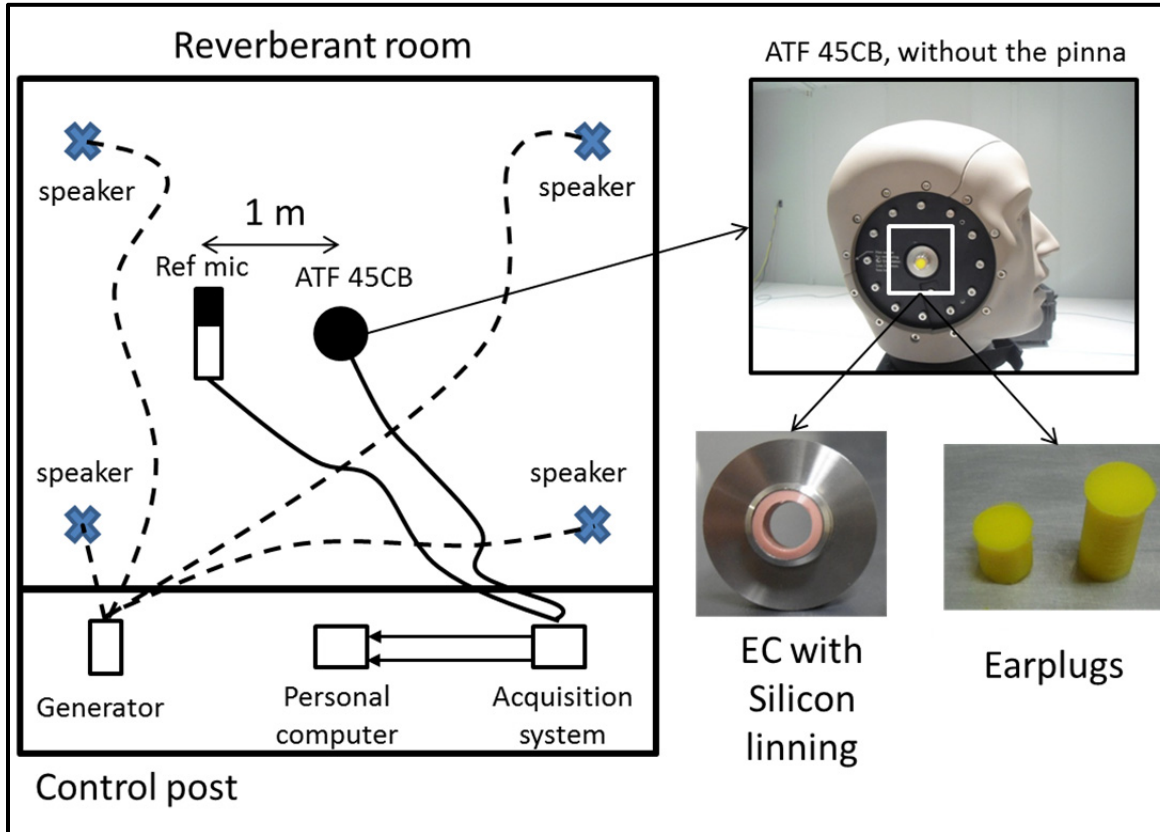 Reverberant room
ATF 45CB, without the pinna
speaker
speaker
1 m
Ref mic
ATF 45CB
speaker
speaker
EC with
Silicon
linning
Earplugs
Generator
Personal
computer
Acquisition
system
Control post